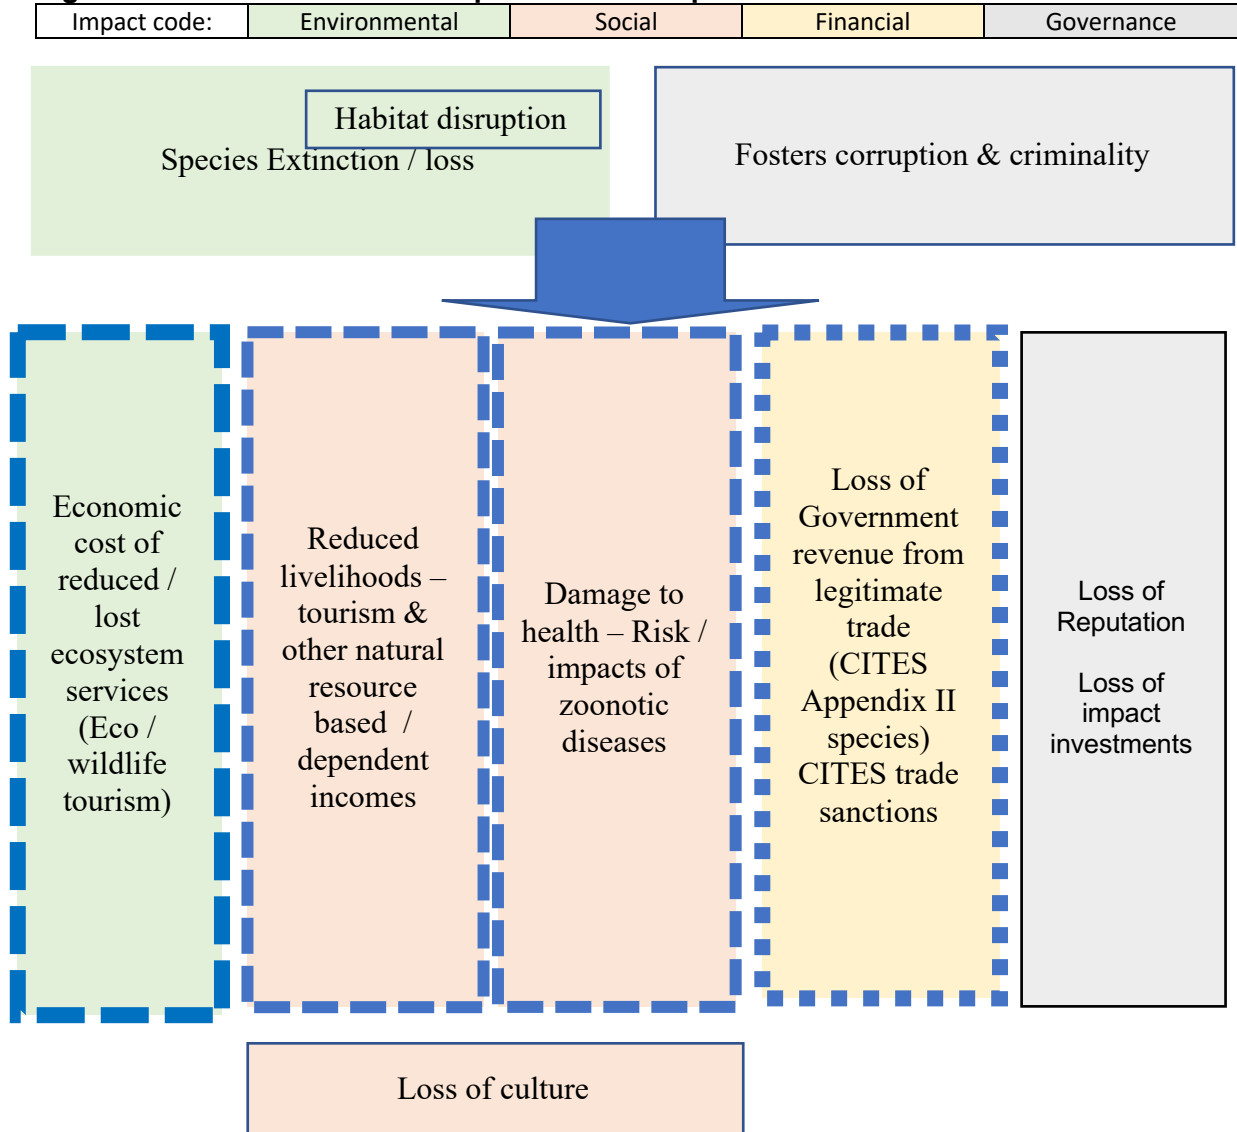 Impact code: Environmental Social Financial Governance
Habitat disruption
Species Extinction / loss
Fosters corruption & criminality
Economic
cost of
reduced /
lost
ecosystem
services
(Eco /
wildlife
tourism)
Reduced
livelihoods –
tourism &
other natural
resource
based /
dependent
incomes
Damage to
health – Risk /
impacts of
zoonotic
diseases
Loss of
Government
revenue from
legitimate
trade
(CITES
Appendix II
species)
CITES trade
sanctions
Loss of
Reputation
Loss of
impact
investments
Loss of culture